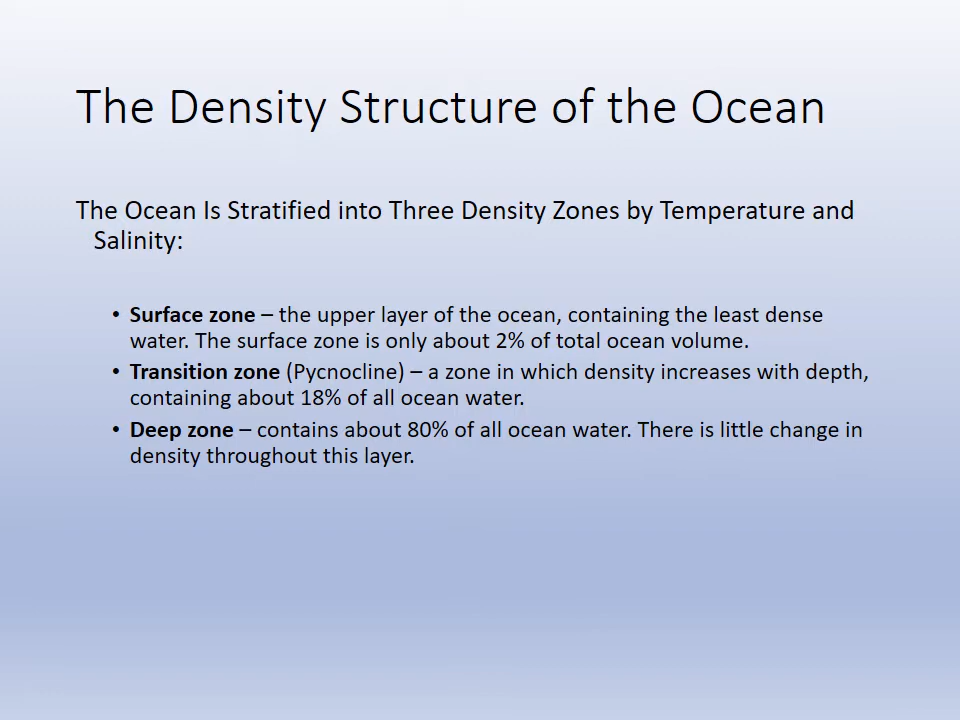 The Density Structure of the Ocean
The Ocean Is Stratified into Three Density Zones by Temperature and
Salinity:
• Surface zone – the upper layer of the ocean, containing the least dense
water. The surface zone is only about 2% of total ocean volume.
• Transition zone (Pycnocline) – a zone in which density increases with depth,
containing about 18% of all ocean water.
• Deep zone – contains about 80% of all ocean water. There is little change in
density throughout this layer.